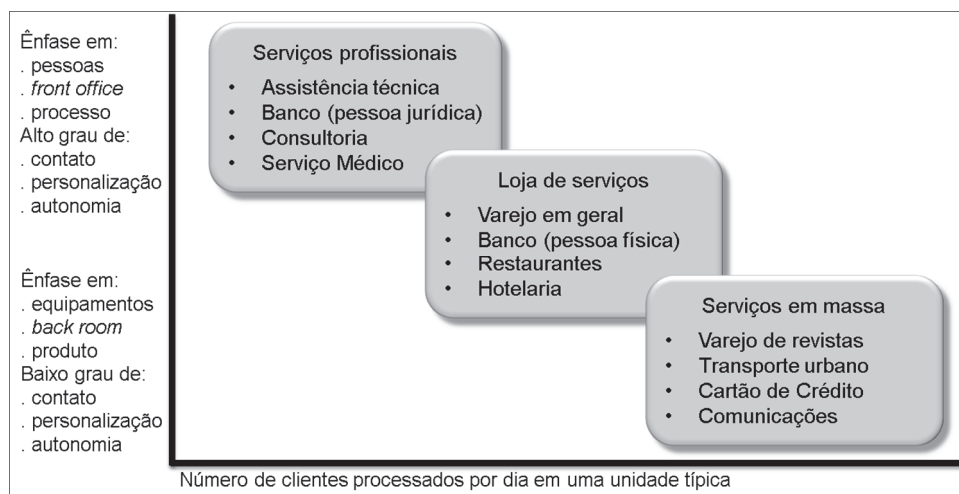 Ênfase em:
. pessoas
. front office
. processo
Alto grau de:
. contato
. personalização
. autonomia
Ênfase em:
. equipamentos
. back room
. produto
Baixo grau de:
. contato
. personalização
. autonomia
Serviços profissionais
• Assistência técnica
• Banco (pessoa jurídica)
• Consultoria
• Serviço Médico
Loja de serviços
• Varejo em geral
• Banco (pessoa física)
• Restaurantes
• Hotelaria
Serviços em massa
• Varejo de revistas
• Transporte urbano
• Cartão de Crédito
• Comunicações
Número de clientes processados por dia em uma unidade típica